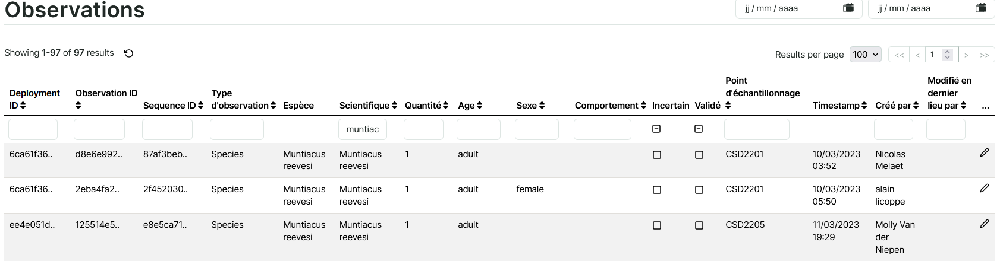 Observations
jj / mm / aaaa jj / mm / aaaa
Showing 1-97 of 97 results
Results per page 100 << < 1 > >>
Deployment ID Observation ID Sequence ID Type d'observation Espèce Scientifique Quantité Age Sexe Comportement Incertain Validé Point d'échantillonnage Timestamp Créé par Modifié en dernier lieu par ...
muntiac
6ca61f36.. d8e6e992.. 87af3beb.. Species Muntiacus reevesi Muntiacus reevesi 1 adult CSD2201 10/03/2023 03:52 Nicolas Melaet
6ca61f36.. 2eba4fa2.. 2f452030.. Species Muntiacus reevesi Muntiacus reevesi 1 adult female CSD2201 10/03/2023 05:50 alain licoppe
ee4e051d.. 125514e5.. e8e5ca71.. Species Muntiacus reevesi Muntiacus reevesi 1 adult CSD2205 11/03/2023 19:29 Molly Van der Niepen